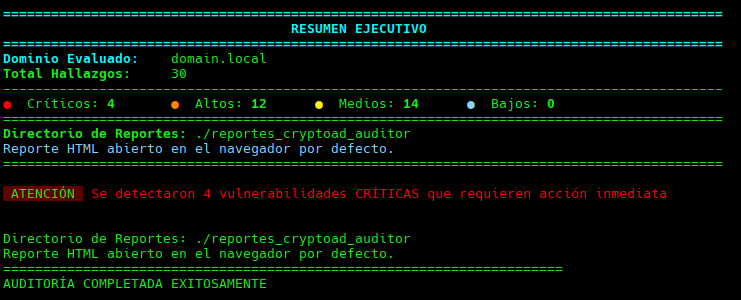 ==========================================================================================
RESUMEN EJECUTIVO
==========================================================================================
Dominio Evaluado: domain.local
Total Hallazgos: 30
------------------------------------------------------------------------------------------
● Críticos: 4 ● Altos: 12 ● Medios: 14 ● Bajos: 0
==========================================================================================
Directorio de Reportes: ./reportes_cryptoad_auditor
Reporte HTML abierto en el navegador por defecto.
==========================================================================================
ATENCIÓN Se detectaron 4 vulnerabilidades CRÍTICAS que requieren acción inmediata
Directorio de Reportes: ./reportes_cryptoad_auditor
Reporte HTML abierto en el navegador por defecto.
======================================================================
AUDITORÍA COMPLETADA EXITOSAMENTE